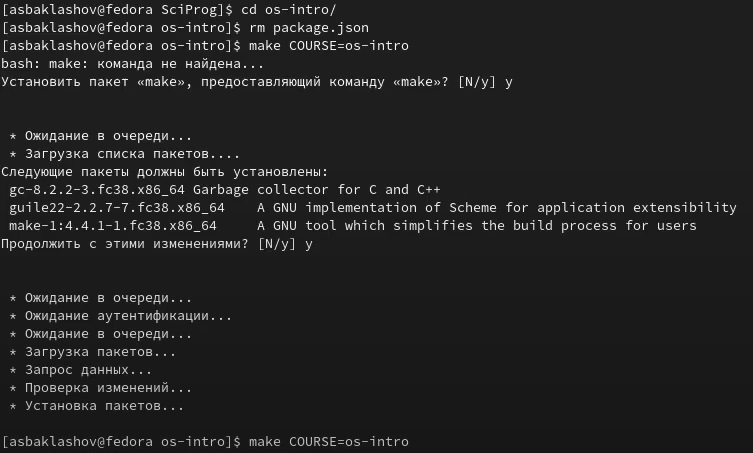 [asbaklashov@fedora SciProg]$ cd os-intro/
[asbaklashov@fedora os-intro]$ rm package.json
[asbaklashov@fedora os-intro]$ make COURSE=os-intro
bash: make: команда не найдена...
Установить пакет «make», предоставляющий команду «make»? [N/y] y
* Ожидание в очереди...
* Загрузка списка пакетов....
Следующие пакеты должны быть установлены:
gc-8.2.2-3.fc38.x86_64 Garbage collector for C and C++
guile22-2.2.7-7.fc38.x86_64    A GNU implementation of Scheme for application extensibility
make-1:4.4.1-1.fc38.x86_64     A GNU tool which simplifies the build process for users
Продолжить с этими изменениями? [N/y] y
* Ожидание в очереди...
* Ожидание аутентификации...
* Ожидание в очереди...
* Загрузка пакетов...
* Запрос данных...
* Проверка изменений...
* Установка пакетов...
[asbaklashov@fedora os-intro]$ make COURSE=os-intro